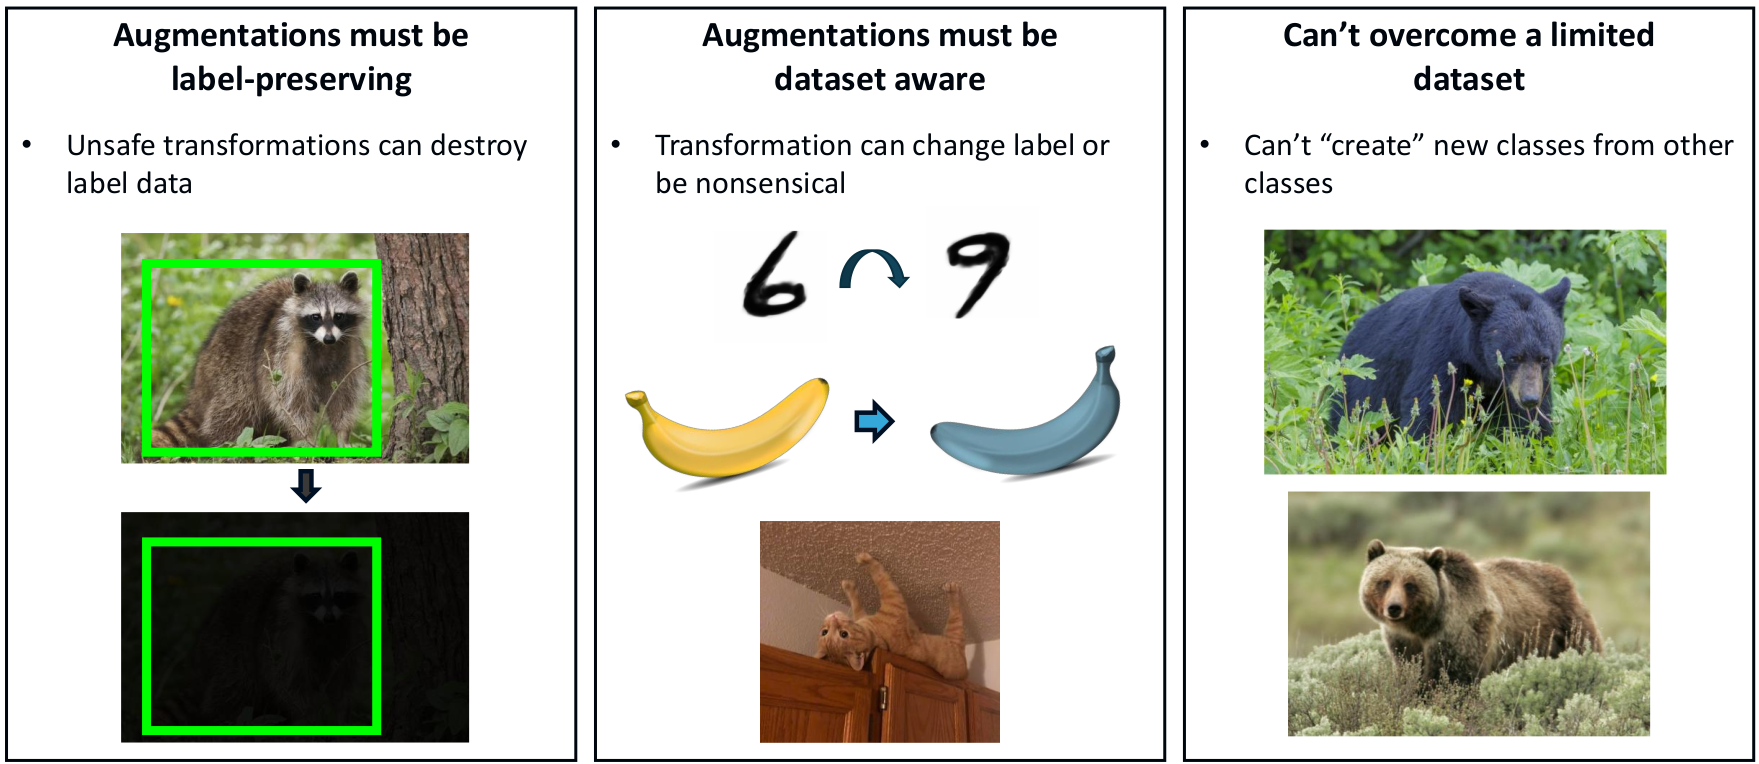 Augmentations must be
label-preserving
• Unsafe transformations can destroy
label data
Augmentations must be
dataset aware
• Transformation can change label or
be nonsensical
6 9
Can’t overcome a limited
dataset
• Can’t “create” new classes from other
classes